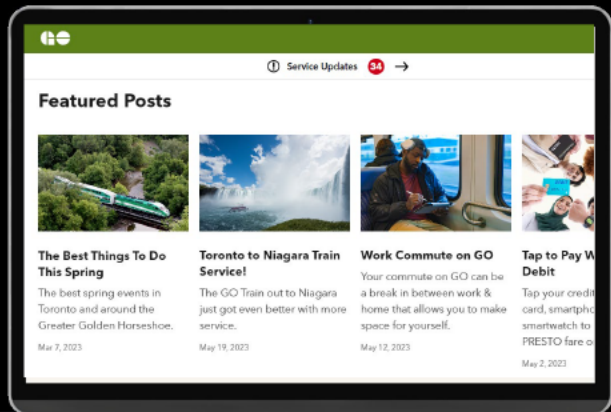 GO
Service Updates 34
Featured Posts
The Best Things To Do
This Spring
The best spring events in
Toronto and around the
Greater Golden Horseshoe.
Mar 7, 2023
Toronto to Niagara Train
Service!
The GO Train out to Niagara
just got even better with more
service.
May 19, 2023
Work Commute on GO
Your commute on GO can be
a break in between work &
home that allows you to make
space for yourself.
May 12, 2023
Tap to Pay W
Debit
Tap your credit
card, smartpho
smartwatch to
PRESTO fare o
May 2, 2023